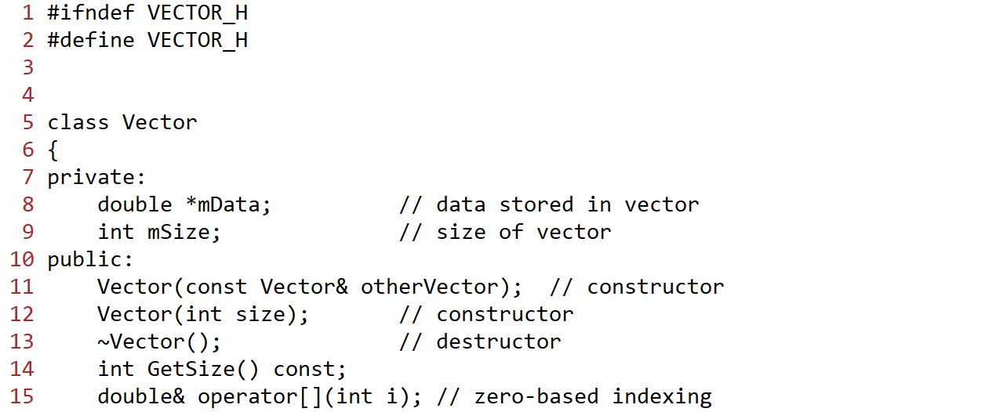 1 #ifndef VECTOR_H
2 #define VECTOR_H
3
4
5 class Vector
6 {
7 private:
8     double *mData;          // data stored in vector
9     int mSize;              // size of vector
10 public:
11     Vector(const Vector& otherVector);  // constructor
12     Vector(int size);       // constructor
13     ~Vector();              // destructor
14     int GetSize() const;
15     double& operator[](int i); // zero-based indexing